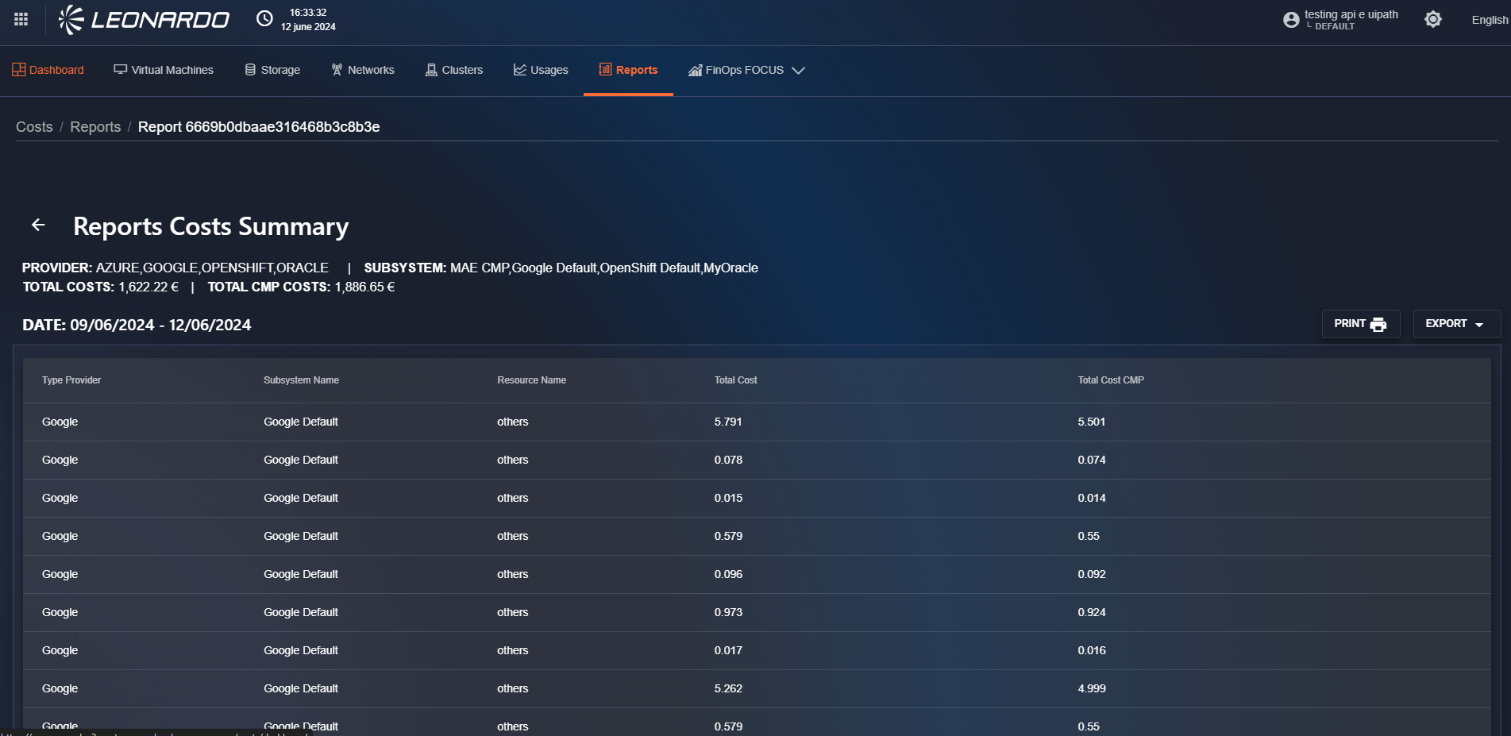 LEONARDO
16:33:32
12 june 2024
testing api e uipath
DEFAULT
English
Dashboard
Virtual Machines
Storage
Networks
Clusters
Usages
Reports
FinOps FOCUS
Costs / Reports / Report 6669b0dbaae316468b3c8b3e
Reports Costs Summary
PROVIDER: AZURE,GOOGLE,OPENSHIFT,ORACLE | SUBSYSTEM: MAE CMP,Google Default,OpenShift Default,MyOracle
TOTAL COSTS: 1,622.22 € | TOTAL CMP COSTS: 1,886.65 €
DATE: 09/06/2024 - 12/06/2024
PRINT
EXPORT
Type Provider Subsystem Name Resource Name Total Cost Total Cost CMP
Google Google Default others 5.791 5.501
Google Google Default others 0.078 0.074
Google Google Default others 0.015 0.014
Google Google Default others 0.579 0.55
Google Google Default others 0.096 0.092
Google Google Default others 0.973 0.924
Google Google Default others 0.017 0.016
Google Google Default others 5.262 4.999
Google Google Default others 0.579 0.55